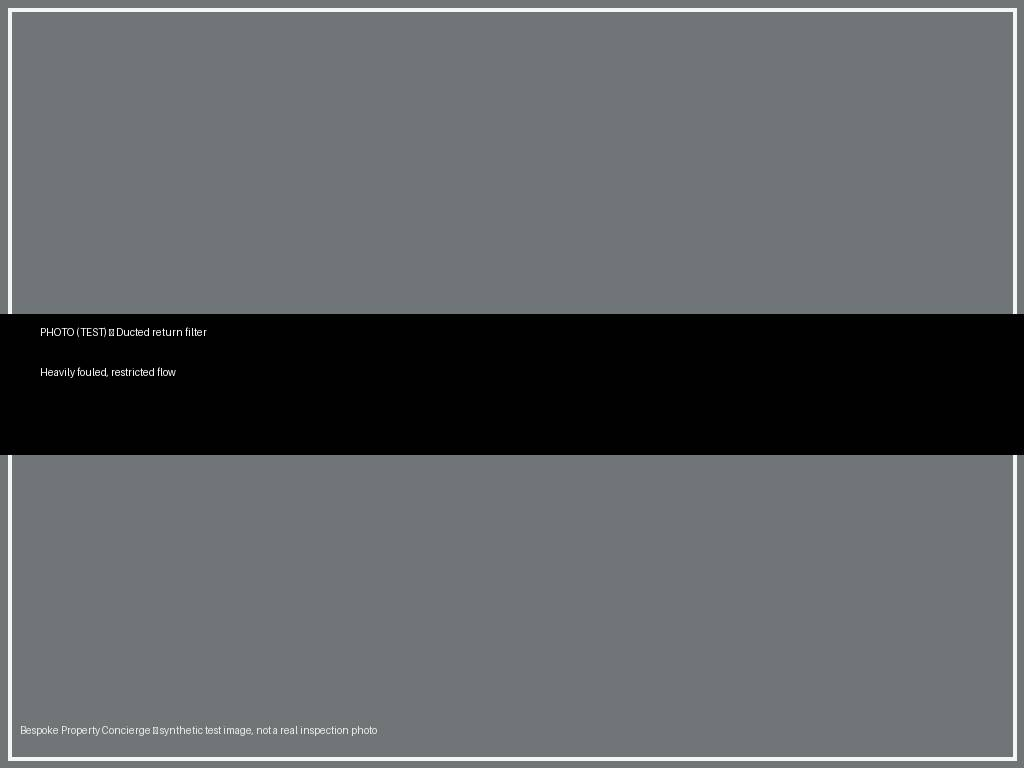 PHOTO (TEST) ☒ Ducted return filter
Heavily fouled, restricted flow
Bespoke Property Concierge ☒ synthetic test image, not a real inspection photo